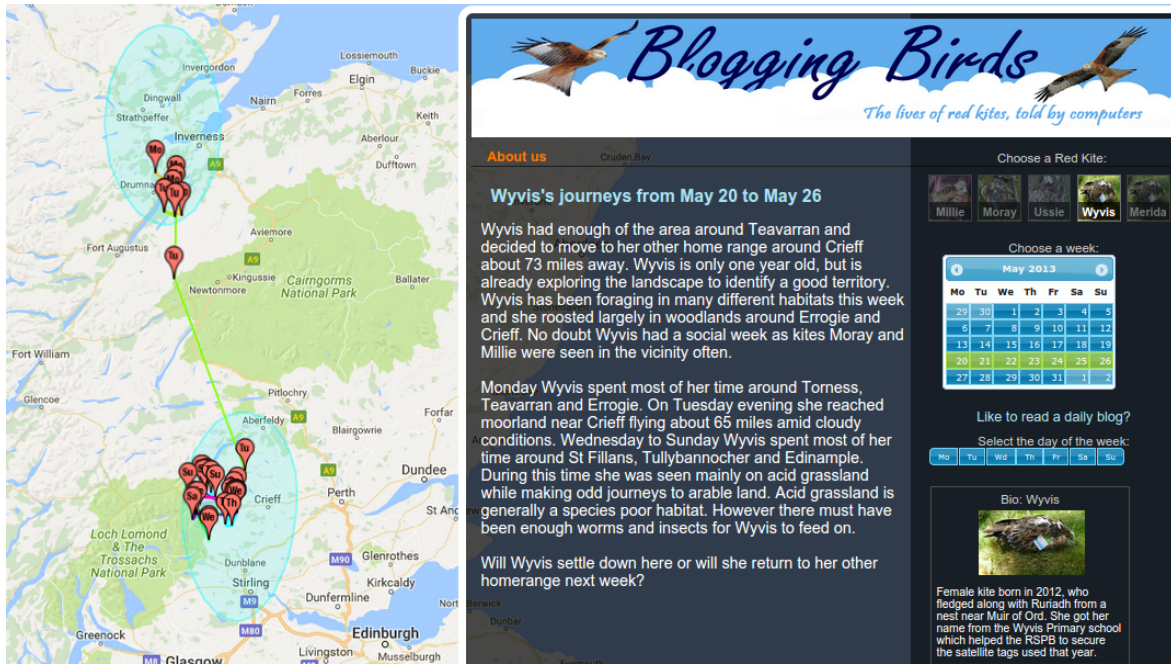 Blogging Birds
The lives of red kites, told by computers
About us
Wyvis's journeys from May 20 to May 26
Wyvis had enough of the area around Teavarran and
decided to move to her other home range around Crieff
about 73 miles away. Wyvis is only one year old, but is
already exploring the landscape to identify a good territory.
Wyvis has been foraging in many different habitats this week
and she roosted largely in woodlands around Errogie and
Crieff. No doubt Wyvis had a social week as kites Moray and
Millie were seen in the vicinity often.
Monday Wyvis spent most of her time around Torness,
Teavarran and Errogie. On Tuesday evening she reached
moorland near Crieff flying about 65 miles amid cloudy
conditions. Wednesday to Sunday Wyvis spent most of her
time around St Fillans, Tullybannocher and Edinample.
During this time she was seen mainly on acid grassland
while making odd journeys to arable land. Acid grassland is
generally a species poor habitat. However there must have
been enough worms and insects for Wyvis to feed on.
Will Wyvis settle down here or will she return to her other
homerange next week?
Choose a Red Kite:
Millie Moray Ussie Wyvis Merida
Choose a week:
May 2013
Mo Tu We Th Fr Sa Su
29 30 1 2 3 4 5
6 7 8 9 10 11 12
13 14 15 16 17 18 19
20 21 22 23 24 25 26
27 28 29 30 31 1 2
Like to read a daily blog?
Select the day of the week:
Mo Tu Wd Th Fr Sa Su
Bio: Wyvis
Female kite born in 2012, who
fledged along with Ruriadh from a
nest near Muir of Ord. She got her
name from the Wyvis Primary school
which helped the RSPB to secure
the satellite tags used that year.
Invergordon
Lossiemouth
Buckie
Elgin
Dingwall
Forres
Nairn
Keith
Strathpeffer
Inverness
Aberlour
A9
Dufftown
Cruden Bay
Mo
Tu
Tu
Drumna
Fort Augustus
Aviemore
A9
Tu
Kingussie
Newtonmore
Cairngorms
National Park
Ballater
Fort William
Glencoe
Pitlochry
Aberfeldy
A9
Blairgowrie
Forfar
Tu
Su
Su
Sa
We
Th
We
A9
Dundee
Crieff
Perth
St And
Loch Lomond
& The
Trossachs
National Park
Dunblane
Stirling
M90
Glenrothes
Kirkcaldy
M9
Dunfermline
North Berwick
Dunbar
Greenock
M80
Edinburgh
Livingston
Musselburgh
M8
Glasgow